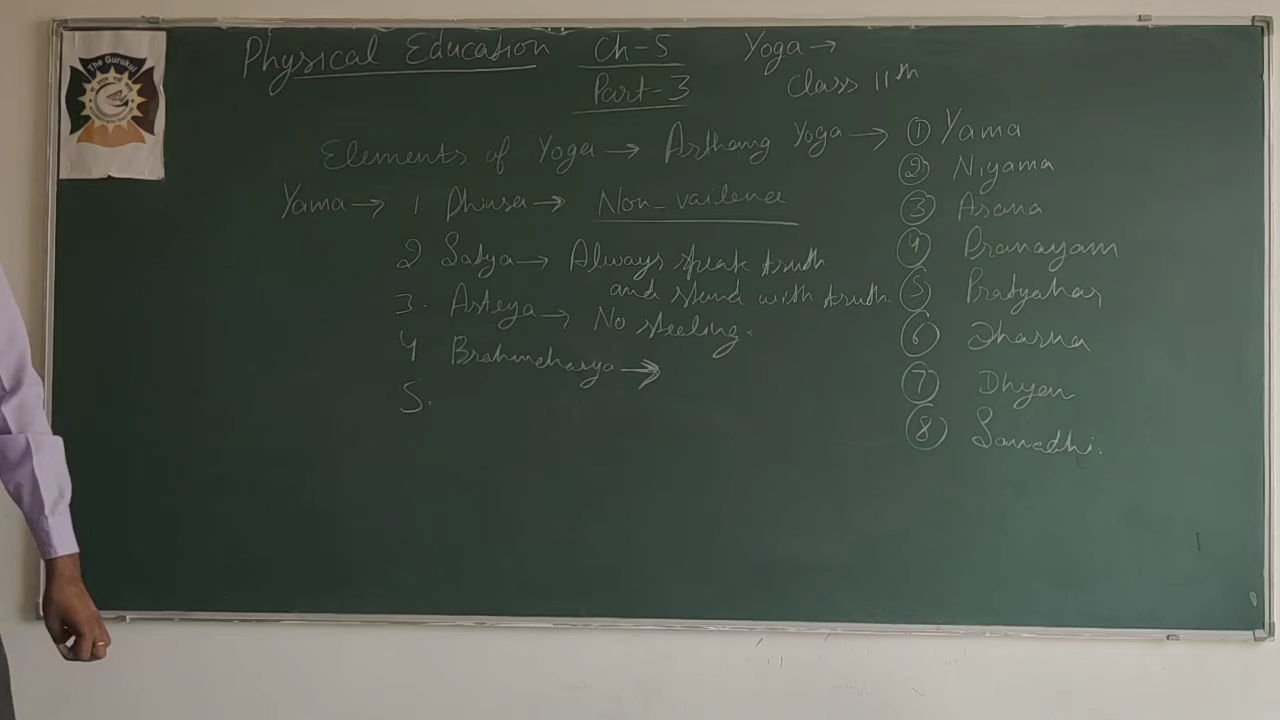 The Gurukul
Physical Education Ch-5 Yoga →
Part-3 Class 11th
Elements of Yoga → Asthang Yoga → ① Yama
② Niyama
Yama → 1. Ahinsa → Non-vailence
③ Asana
2 Satya → Always speak truth
④ Pranayam
and stand with truth.
⑤ Pratyahar
3. Asteya → No stealing.
⑥ Dharna
4 Brahmcharya →
⑦ Dhyan
5.
⑧ Samadhi.